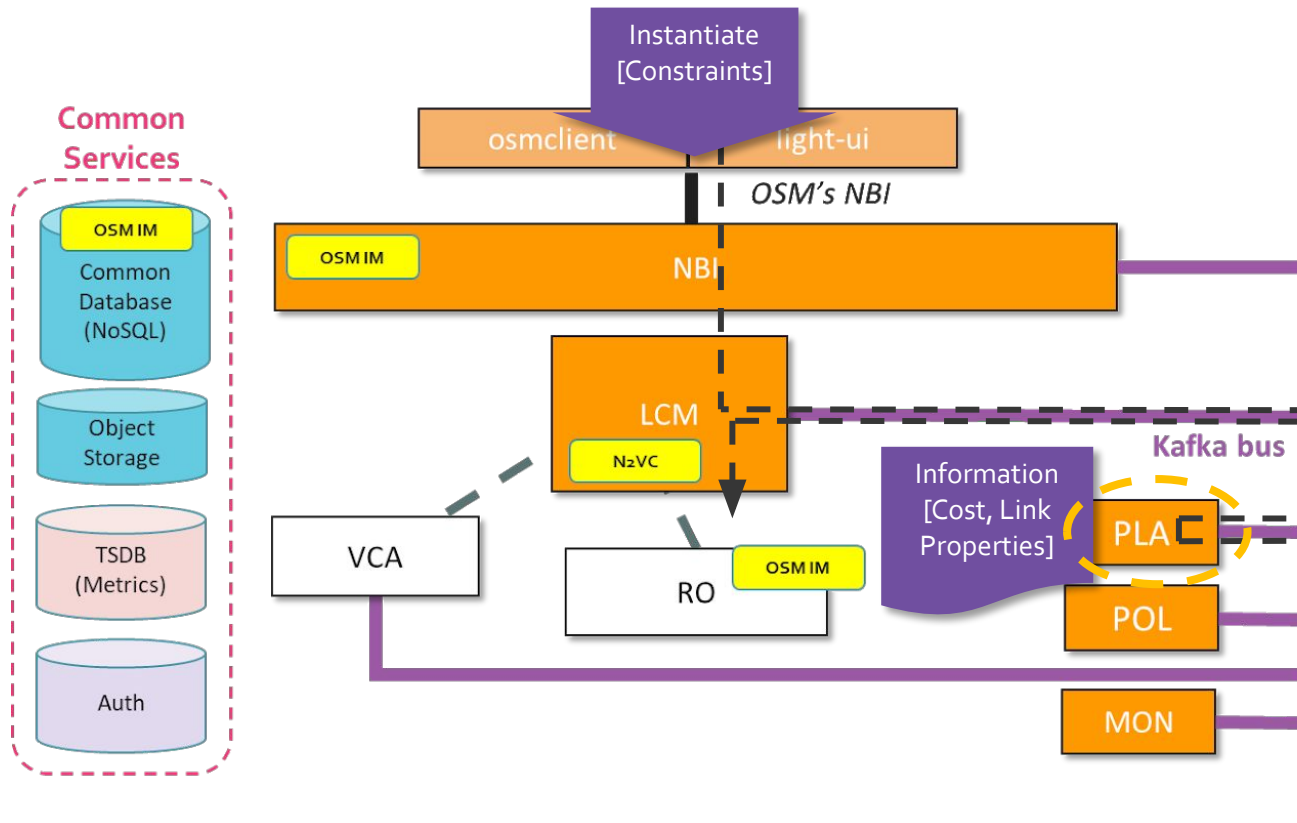 Instantiate
[Constraints]
Common
Services
osmclient
light-ui
OSM's NBI
OSM IM
Common
Database
(NoSQL)
OSM IM
NBI
Object
Storage
LCM
N2VC
Kafka bus
Information
[Cost, Link
Properties]
PLA
TSDB
(Metrics)
VCA
RO
OSM IM
POL
Auth
MON